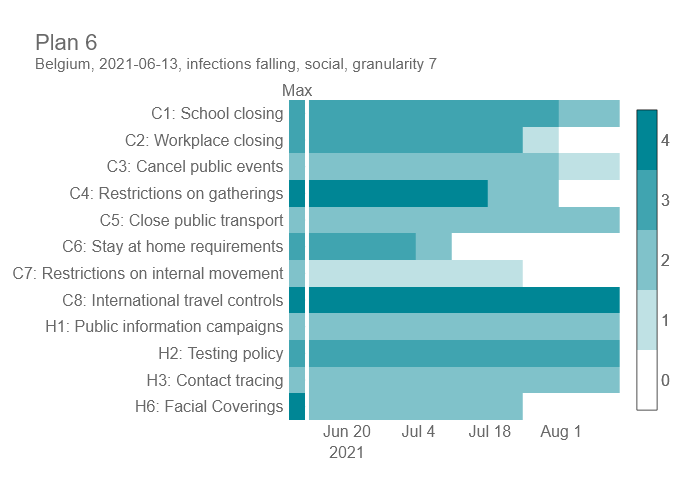 Plan 6
Belgium, 2021-06-13, infections falling, social, granularity 7
Max
C1: School closing
C2: Workplace closing
C3: Cancel public events
C4: Restrictions on gatherings
C5: Close public transport
C6: Stay at home requirements
C7: Restrictions on internal movement
C8: International travel controls
H1: Public information campaigns
H2: Testing policy
H3: Contact tracing
H6: Facial Coverings
Jun 20 Jul 4 Jul 18 Aug 1
2021
4
3
2
1
0